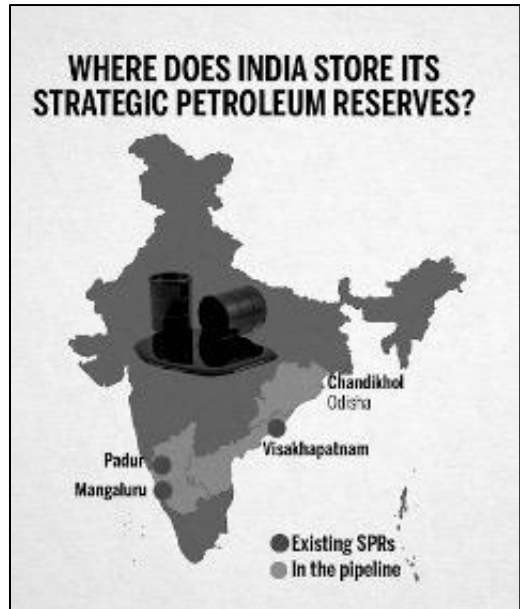 WHERE DOES INDIA STORE ITS
STRATEGIC PETROLEUM RESERVES?
Chandikhol
Odisha
Visakhapatnam
Padur
Mangaluru
Existing SPRs
In the pipeline